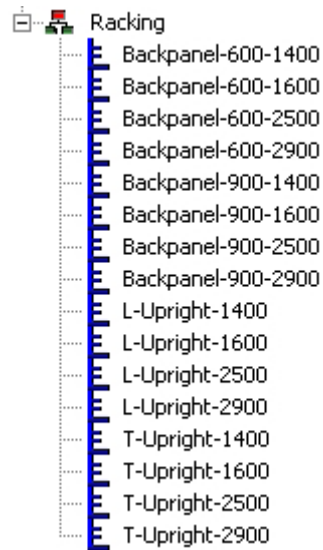 Racking
Backpanel-600-1400
Backpanel-600-1600
Backpanel-600-2500
Backpanel-600-2900
Backpanel-900-1400
Backpanel-900-1600
Backpanel-900-2500
Backpanel-900-2900
L-Upright-1400
L-Upright-1600
L-Upright-2500
L-Upright-2900
T-Upright-1400
T-Upright-1600
T-Upright-2500
T-Upright-2900